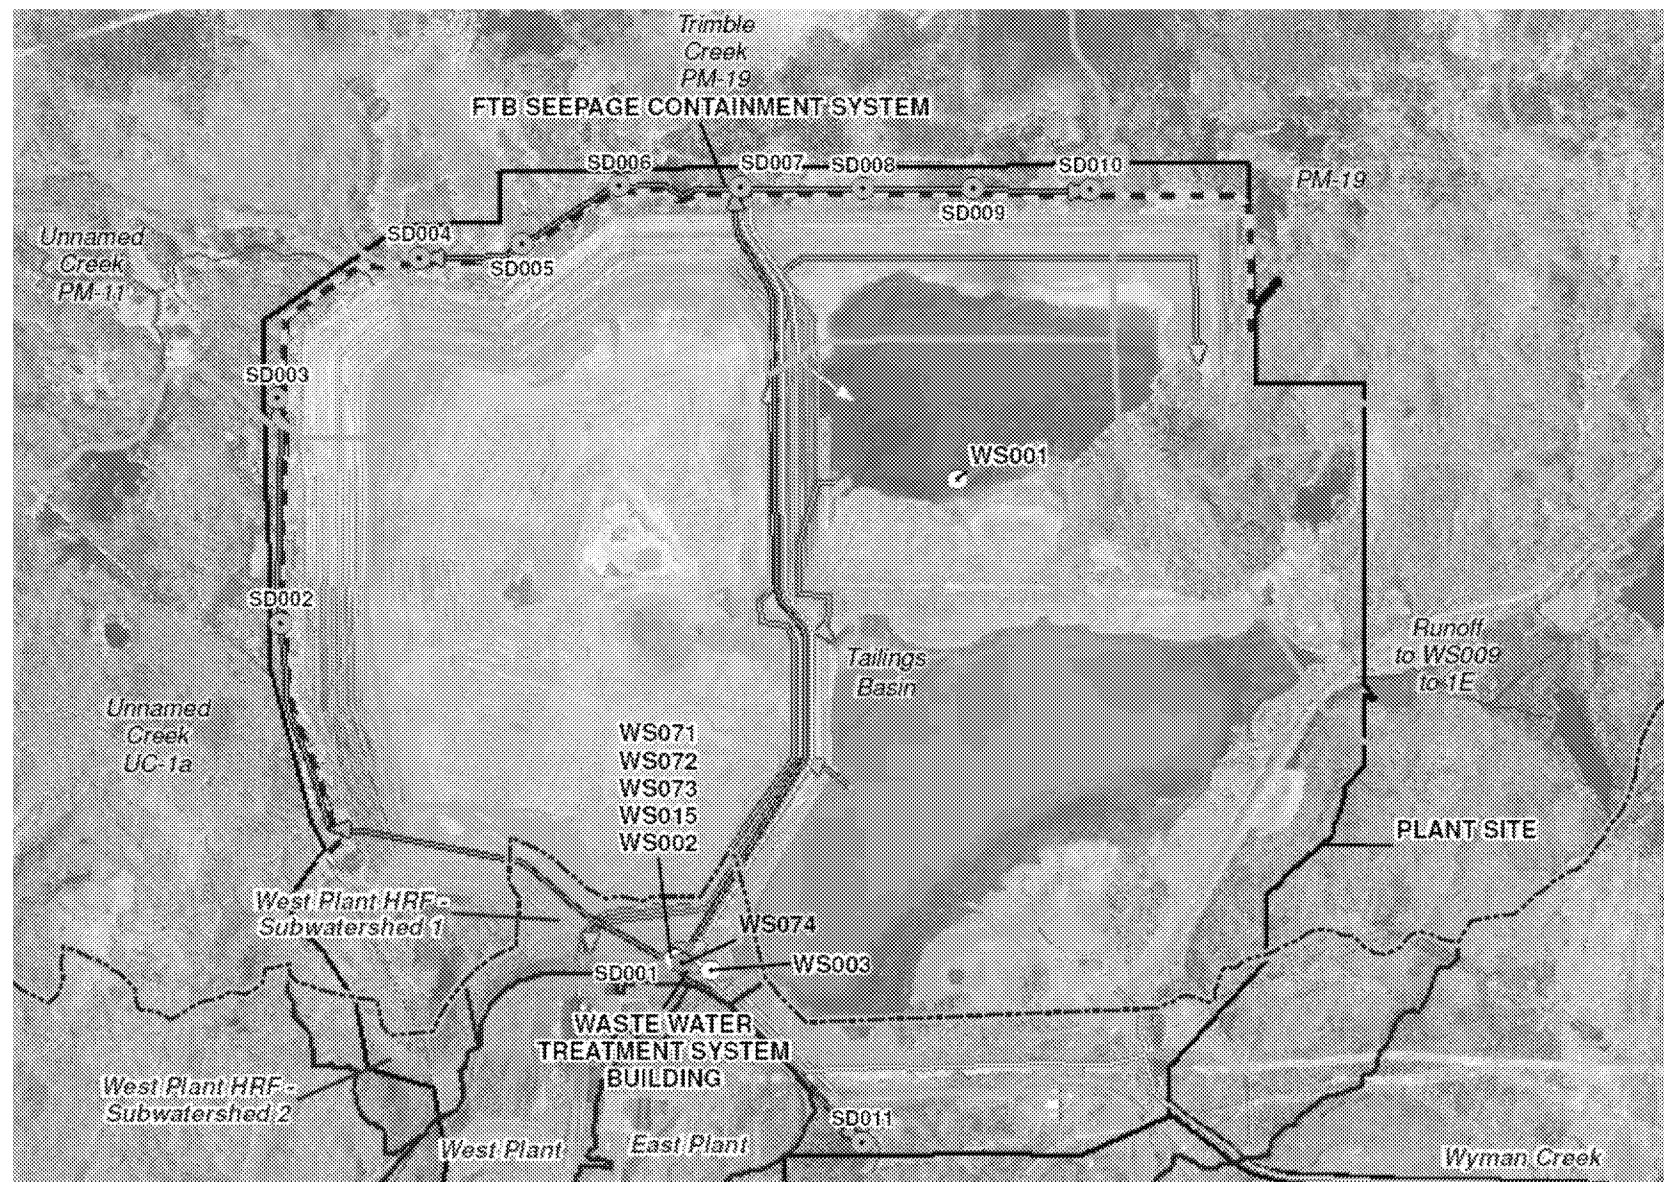 Trimble
Creek
PM-19
FTB SEEPAGE CONTAINMENT SYSTEM
SD006
SD007
SD008
SD010
PM-19
SD009
SD004
SD005
Unnamed
Creek
PM-11
SD003
WS001
SD002
Runoff
to WS009
to 1E
Tailings
Basin
Unnamed
Creek
UC-1a
WS071
WS072
WS073
WS015
WS002
PLANT SITE
West Plant HRF -
Subwatershed 1
WS074
WS003
SD001
WASTE WATER
TREATMENT SYSTEM
BUILDING
West Plant HRF -
Subwatershed 2
SD011
West Plant
East Plant
Wyman Creek